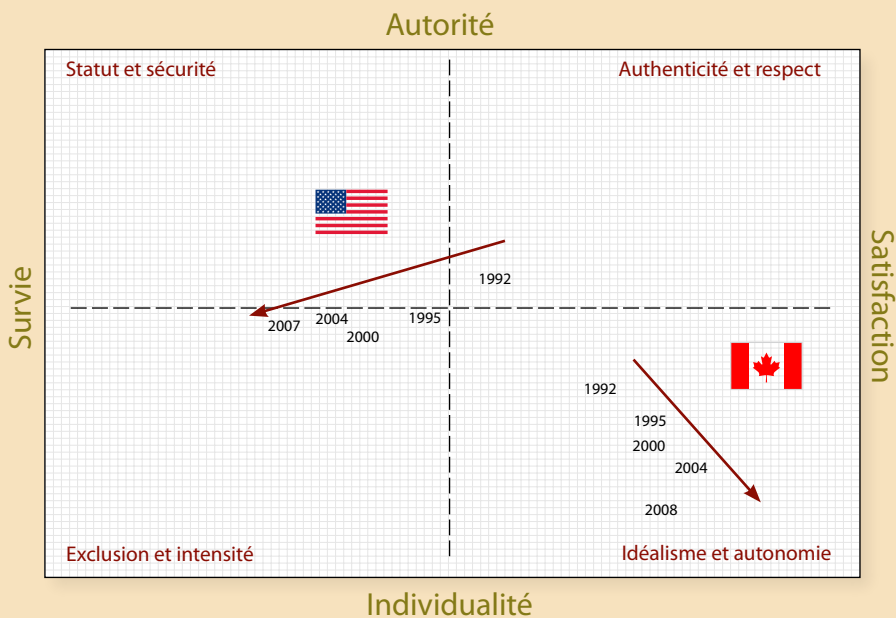 Autorité
Statut et sécurité
Authenticité et respect
Survie
Satisfaction
1992
1995
2004
2007
2000
1992
1995
2000
2004
2008
Exclusion et intensité
Idéalisme et autonomie
Individualité